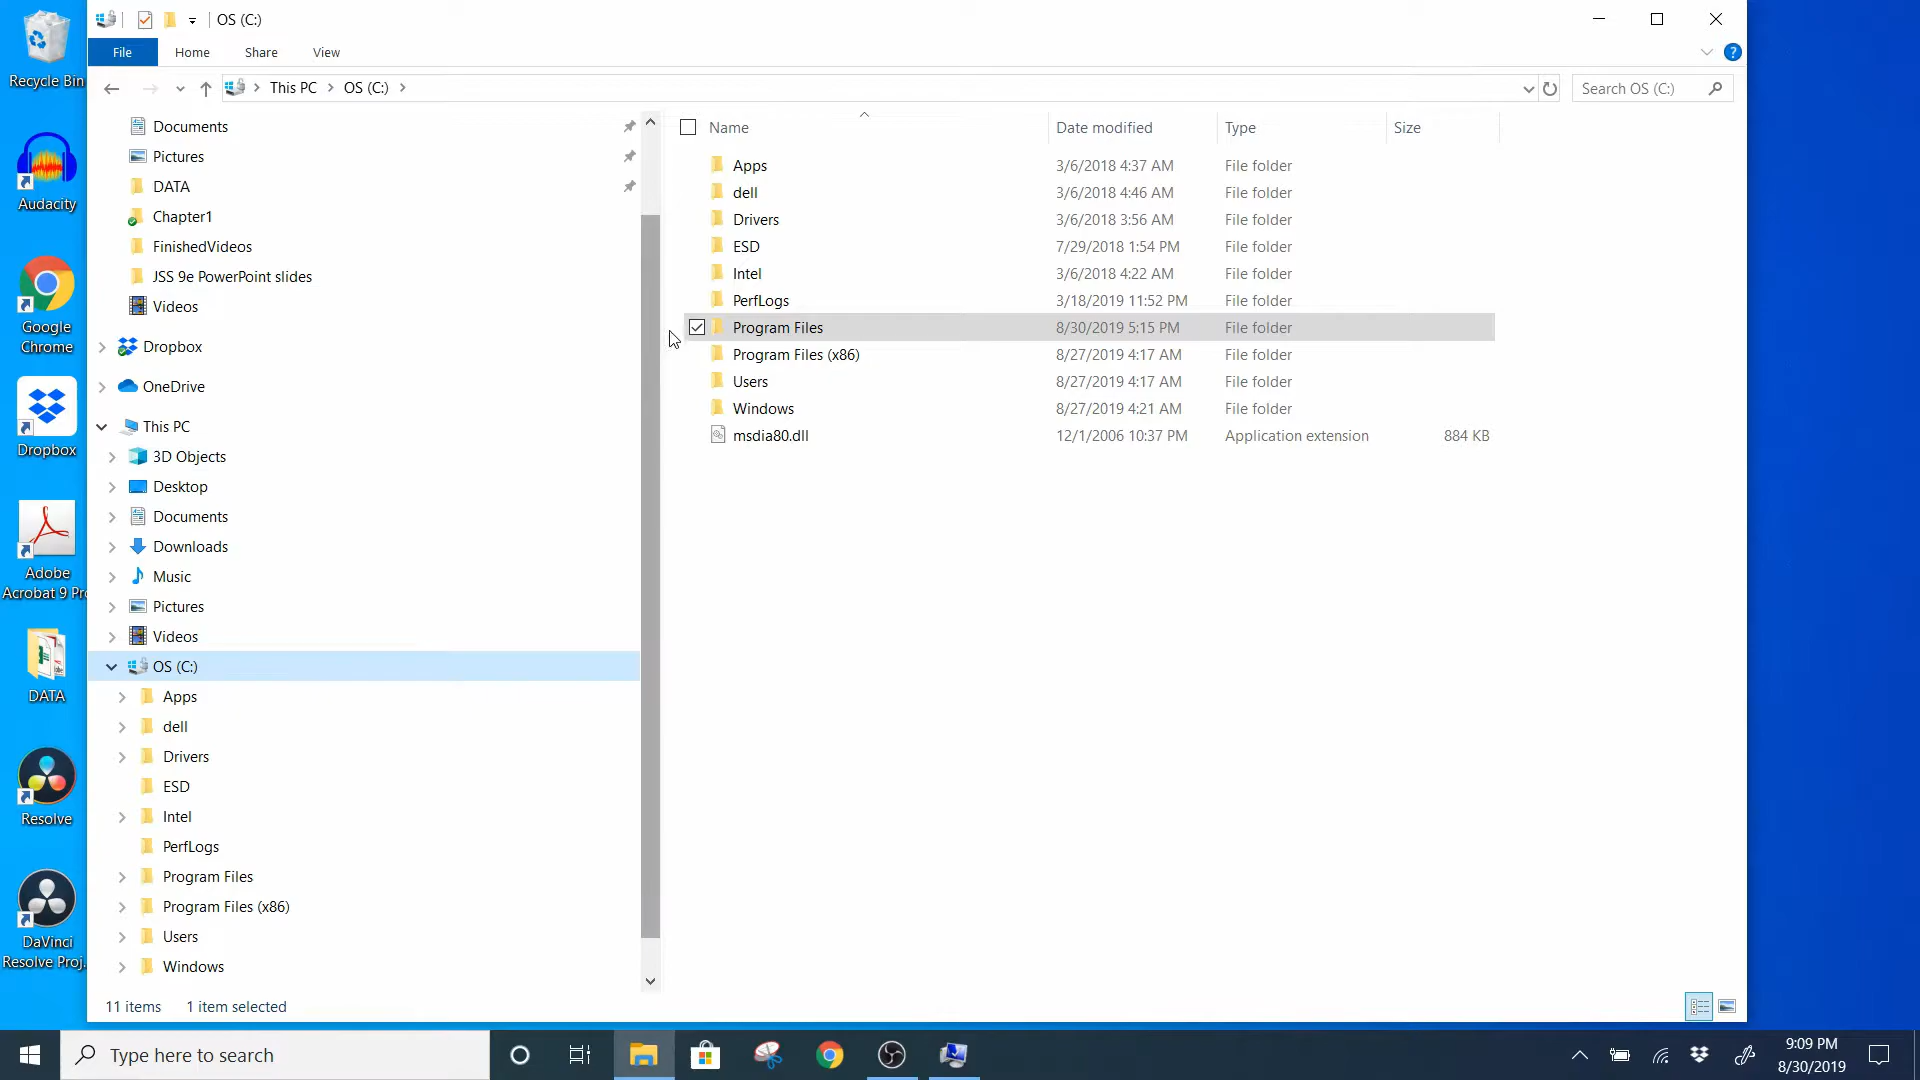 OS (C:)
File
Home
Share
View
?
This PC
OS (C:)
Search OS (C:)
Recycle Bin
Audacity
Google
Chrome
Dropbox
Adobe
Acrobat 9 Pr
DATA
Resolve
DaVinci
Resolve Proj.
Documents
Pictures
DATA
Chapter1
FinishedVideos
JSS 9e PowerPoint slides
Videos
Dropbox
OneDrive
This PC
3D Objects
Desktop
Documents
Downloads
Music
Pictures
Videos
OS (C:)
Apps
dell
Drivers
ESD
Intel
PerfLogs
Program Files
Program Files (x86)
Users
Windows
Name Date modified Type Size
Apps 3/6/2018 4:37 AM File folder
dell 3/6/2018 4:46 AM File folder
Drivers 3/6/2018 3:56 AM File folder
ESD 7/29/2018 1:54 PM File folder
Intel 3/6/2018 4:22 AM File folder
PerfLogs 3/18/2019 11:52 PM File folder
Program Files 8/30/2019 5:15 PM File folder
Program Files (x86) 8/27/2019 4:17 AM File folder
Users 8/27/2019 4:17 AM File folder
Windows 8/27/2019 4:21 AM File folder
msdia80.dll 12/1/2006 10:37 PM Application extension 884 KB
11 items 1 item selected
Type here to search
9:09 PM
8/30/2019